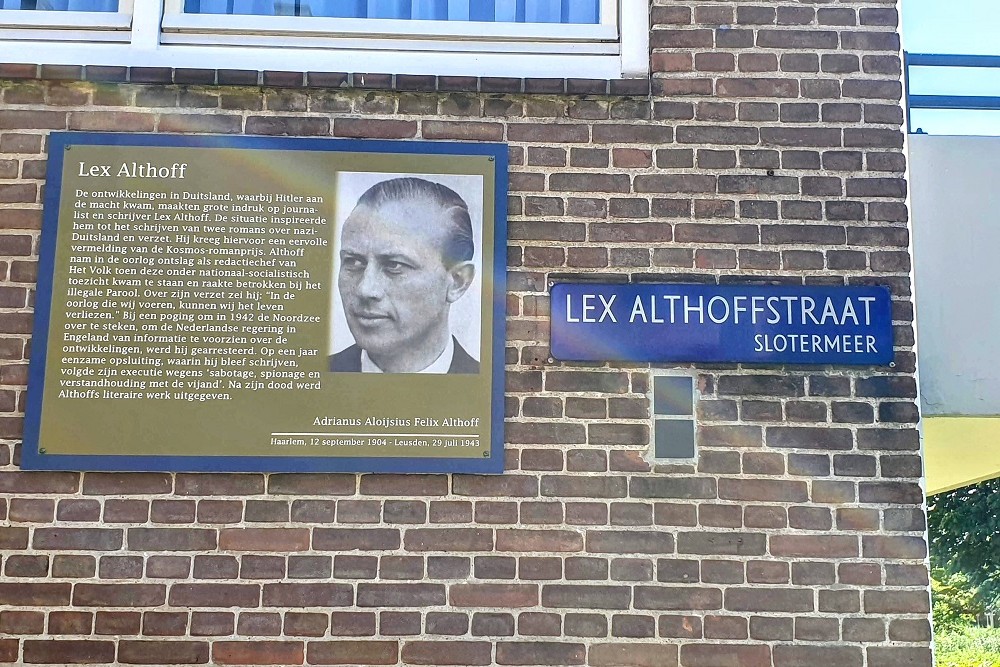 Lex Althoff
De ontwikkelingen in Duitsland, waarbij Hitler aan
de macht kwam, maakten grote indruk op journa-
list en schrijver Lex Althoff. De situatie inspireerde
hem tot het schrijven van twee romans over nazi-
Duitsland en verzet. Hij kreeg hiervoor een eervolle
vermelding van de Kosmos-romanprijs. Althoff
nam in de oorlog ontslag als redactiechef van
Het Volk toen deze onder nationaal-socialistisch
toezicht kwam te staan en raakte betrokken bij het
illegale Parool. Over zijn verzet zei hij: "In de
oorlog die wij voeren, kunnen wij het leven
verliezen." Bij een poging om in 1942 de Noordzee
over te steken, om de Nederlandse regering in
Engeland van informatie te voorzien over de
ontwikkelingen, werd hij gearresteerd. Op een jaar
eenzame opsluiting, waarin hij bleef schrijven,
volgde zijn executie wegens 'sabotage, spionage en
verstandhouding met de vijand'. Na zijn dood werd
Althoffs literaire werk uitgegeven.
Adrianus Aloijsius Felix Althoff
Haarlem, 12 september 1904 - Leusden, 29 juli 1943
LEX ALTHOFFSTRAAT
SLOTERMEER